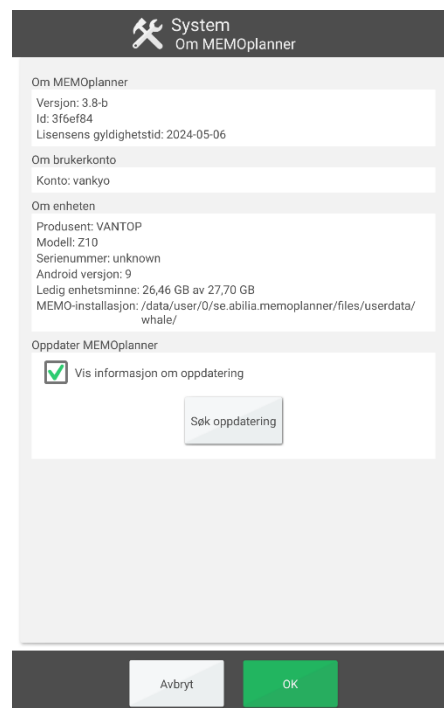 System
Om MEMOplanner
Om MEMOplanner
Versjon: 3.8-b
Id: 3f6ef84
Lisensens gyldighetstid: 2024-05-06
Om brukerkonto
Konto: vankyo
Om enheten
Produsent: VANTOP
Modell: Z10
Serienummer: unknown
Android versjon: 9
Ledig enhetsminne: 26,46 GB av 27,70 GB
MEMO-installasjon: /data/user/0/se.abilia.memoplanner/files/userdata/
whale/
Oppdater MEMOplanner
Vis informasjon om oppdatering
Søk oppdatering
Avbryt
OK